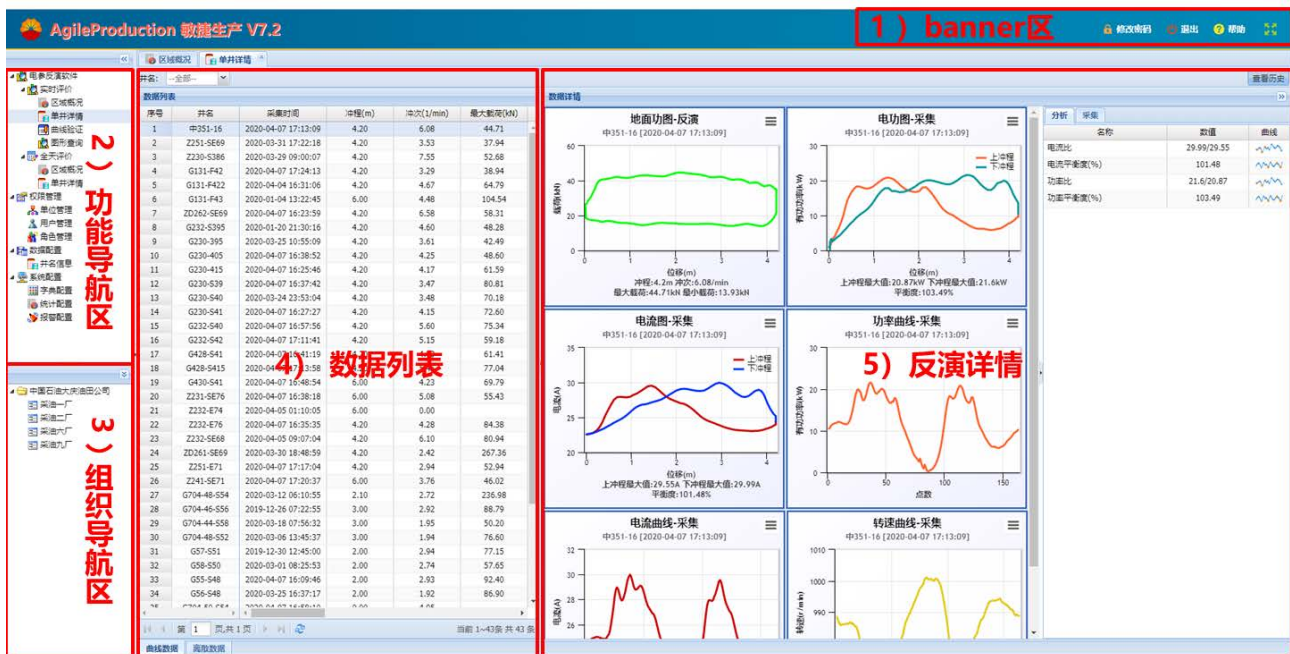 AgileProduction 敏捷生产 V7.2
1）banner区
修改密码 退出 帮助
区域概况 单井详情
电参反演软件
实时评价
区域概况
单井详情
曲线验证
图形查询
全天评价
区域概况
单井详情
权限管理
单位管理
用户管理
角色管理
数据配置
井名信息
系统配置
字典配置
统计配置
报警配置
2）功能导航区
中国石油大庆油田公司
采油一厂
采油二厂
采油六厂
采油九厂
3）组织导航区
井名: --全部--
数据列表
序号 井名 采集时间 冲程(m) 冲次(1/min) 最大载荷(kN)
1 中351-16 2020-04-07 17:13:09 4.20 6.08 44.71
2 Z251-SE69 2020-03-31 17:22:18 4.20 3.53 37.94
3 Z230-S386 2020-03-29 09:00:07 4.20 7.55 52.68
4 G131-F42 2020-04-07 17:24:13 4.20 3.29 38.94
5 G131-F422 2020-04-04 16:31:06 4.20 4.67 64.79
6 G131-F43 2020-01-04 13:22:45 6.00 4.48 104.54
7 ZD262-SE69 2020-04-07 16:23:59 4.20 6.58 58.31
8 G232-S395 2020-01-20 21:30:16 4.20 4.60 48.28
9 G230-395 2020-03-25 10:55:09 4.20 3.61 42.49
10 G230-405 2020-04-07 16:38:52 4.20 4.25 48.60
11 G230-415 2020-04-07 16:25:46 4.20 4.17 61.59
12 G230-S39 2020-04-07 16:37:42 4.20 3.47 80.81
13 G230-S40 2020-03-24 23:53:04 4.20 3.48 70.18
14 G230-S41 2020-04-07 16:27:27 4.20 4.15 72.60
15 G232-S40 2020-04-07 16:57:56 4.20 5.60 75.34
16 G232-S42 2020-04-07 17:11:41 4.20 5.15 59.18
17 G428-S41 2020-04-07 16:41:19 61.41
18 G428-S415 77.04
19 G430-S41 2020-04-07 16:48:54 6.00 4.23 69.79
20 Z231-SE76 2020-04-07 16:38:18 6.00 5.08 55.43
21 Z232-E74 2020-04-05 01:10:05 6.00 0.00
22 Z232-E76 2020-04-07 16:35:35 4.20 4.28 84.38
23 Z232-SE68 2020-04-05 09:07:04 4.20 6.10 80.94
24 ZD261-SE69 2020-03-30 18:48:59 4.20 2.42 267.36
25 Z251-E71 2020-04-07 17:17:04 4.20 2.94 52.94
26 Z241-SE71 2020-04-07 17:20:37 6.00 3.76 46.02
27 G704-48-S54 2020-03-12 06:10:55 2.10 2.72 236.98
28 G704-46-S56 2019-12-26 07:22:55 3.00 2.92 88.79
29 G704-44-S58 2020-03-18 07:56:32 3.00 1.95 50.20
30 G704-48-S52 2020-03-06 13:45:37 3.00 1.94 76.60
31 G57-S51 2019-12-30 12:45:00 2.00 2.94 77.15
32 G58-S50 2020-03-01 08:25:53 2.00 2.74 57.65
33 G55-S48 2020-04-07 16:09:46 2.00 2.93 92.40
34 G56-S48 2020-03-25 16:37:17 2.00 1.92 86.90
4）数据列表
第 1 页,共 1 页 当前 1~43条 共 43 条
曲线数据 离散数据
查看历史
数据详情
地面功图-反演
中351-16 [2020-04-07 17:13:09]
载荷(kN)
60
40
20
0
0 1 2 3 4
位移(m)
冲程:4.2m 冲次:6.08/min
最大载荷:44.71kN 最小载荷:13.93kN
电功图-采集
中351-16 [2020-04-07 17:13:09]
上冲程
下冲程
有功功率(kW)
30
20
10
0
0 1 2 3 4
位移(m)
上冲程最大值:20.87kW 下冲程最大值:21.6kW
平衡度:103.49%
电流图-采集
中351-16 [2020-04-07 17:13:09]
上冲程
下冲程
电流(A)
35
30
25
20
0 1 2 3 4
位移(m)
上冲程最大值:29.55A 下冲程最大值:29.99A
平衡度:101.48%
功率曲线-采集
中351-16 [2020-04-07 17:13:09]
有功功率(kW)
30
20
10
0
0 50 100 150
点数
5）反演详情
电流曲线-采集
中351-16 [2020-04-07 17:13:09]
电流(A)
32
30
28
26
转速曲线-采集
中351-16 [2020-04-07 17:13:09]
转速(r/min)
1010
1000
990
分析 采集
名称 数值 曲线
电流比 29.99/29.55
电流平衡度(%) 101.48
功率比 21.6/20.87
功率平衡度(%) 103.49